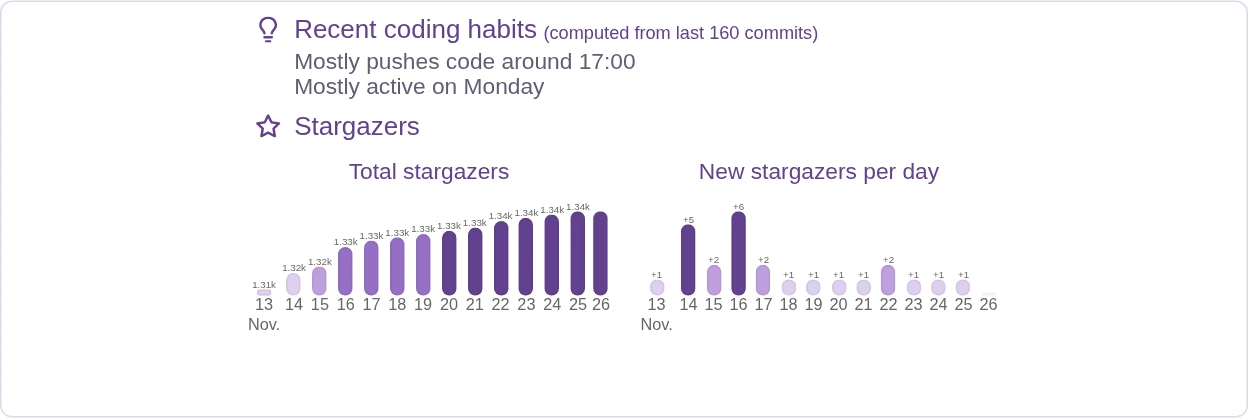 Recent coding habits (computed from last 160 commits)
Mostly pushes code around 17:00
Mostly active on Monday
Stargazers
Total stargazers
1.31k 1.32k 1.32k 1.33k 1.33k 1.33k 1.33k 1.33k 1.33k 1.34k 1.34k 1.34k 1.34k
13 14 15 16 17 18 19 20 21 22 23 24 25 26
Nov.
New stargazers per day
+1 +5 +2 +6 +2 +1 +1 +1 +1 +2 +1 +1 +1
13 14 15 16 17 18 19 20 21 22 23 24 25 26
Nov.